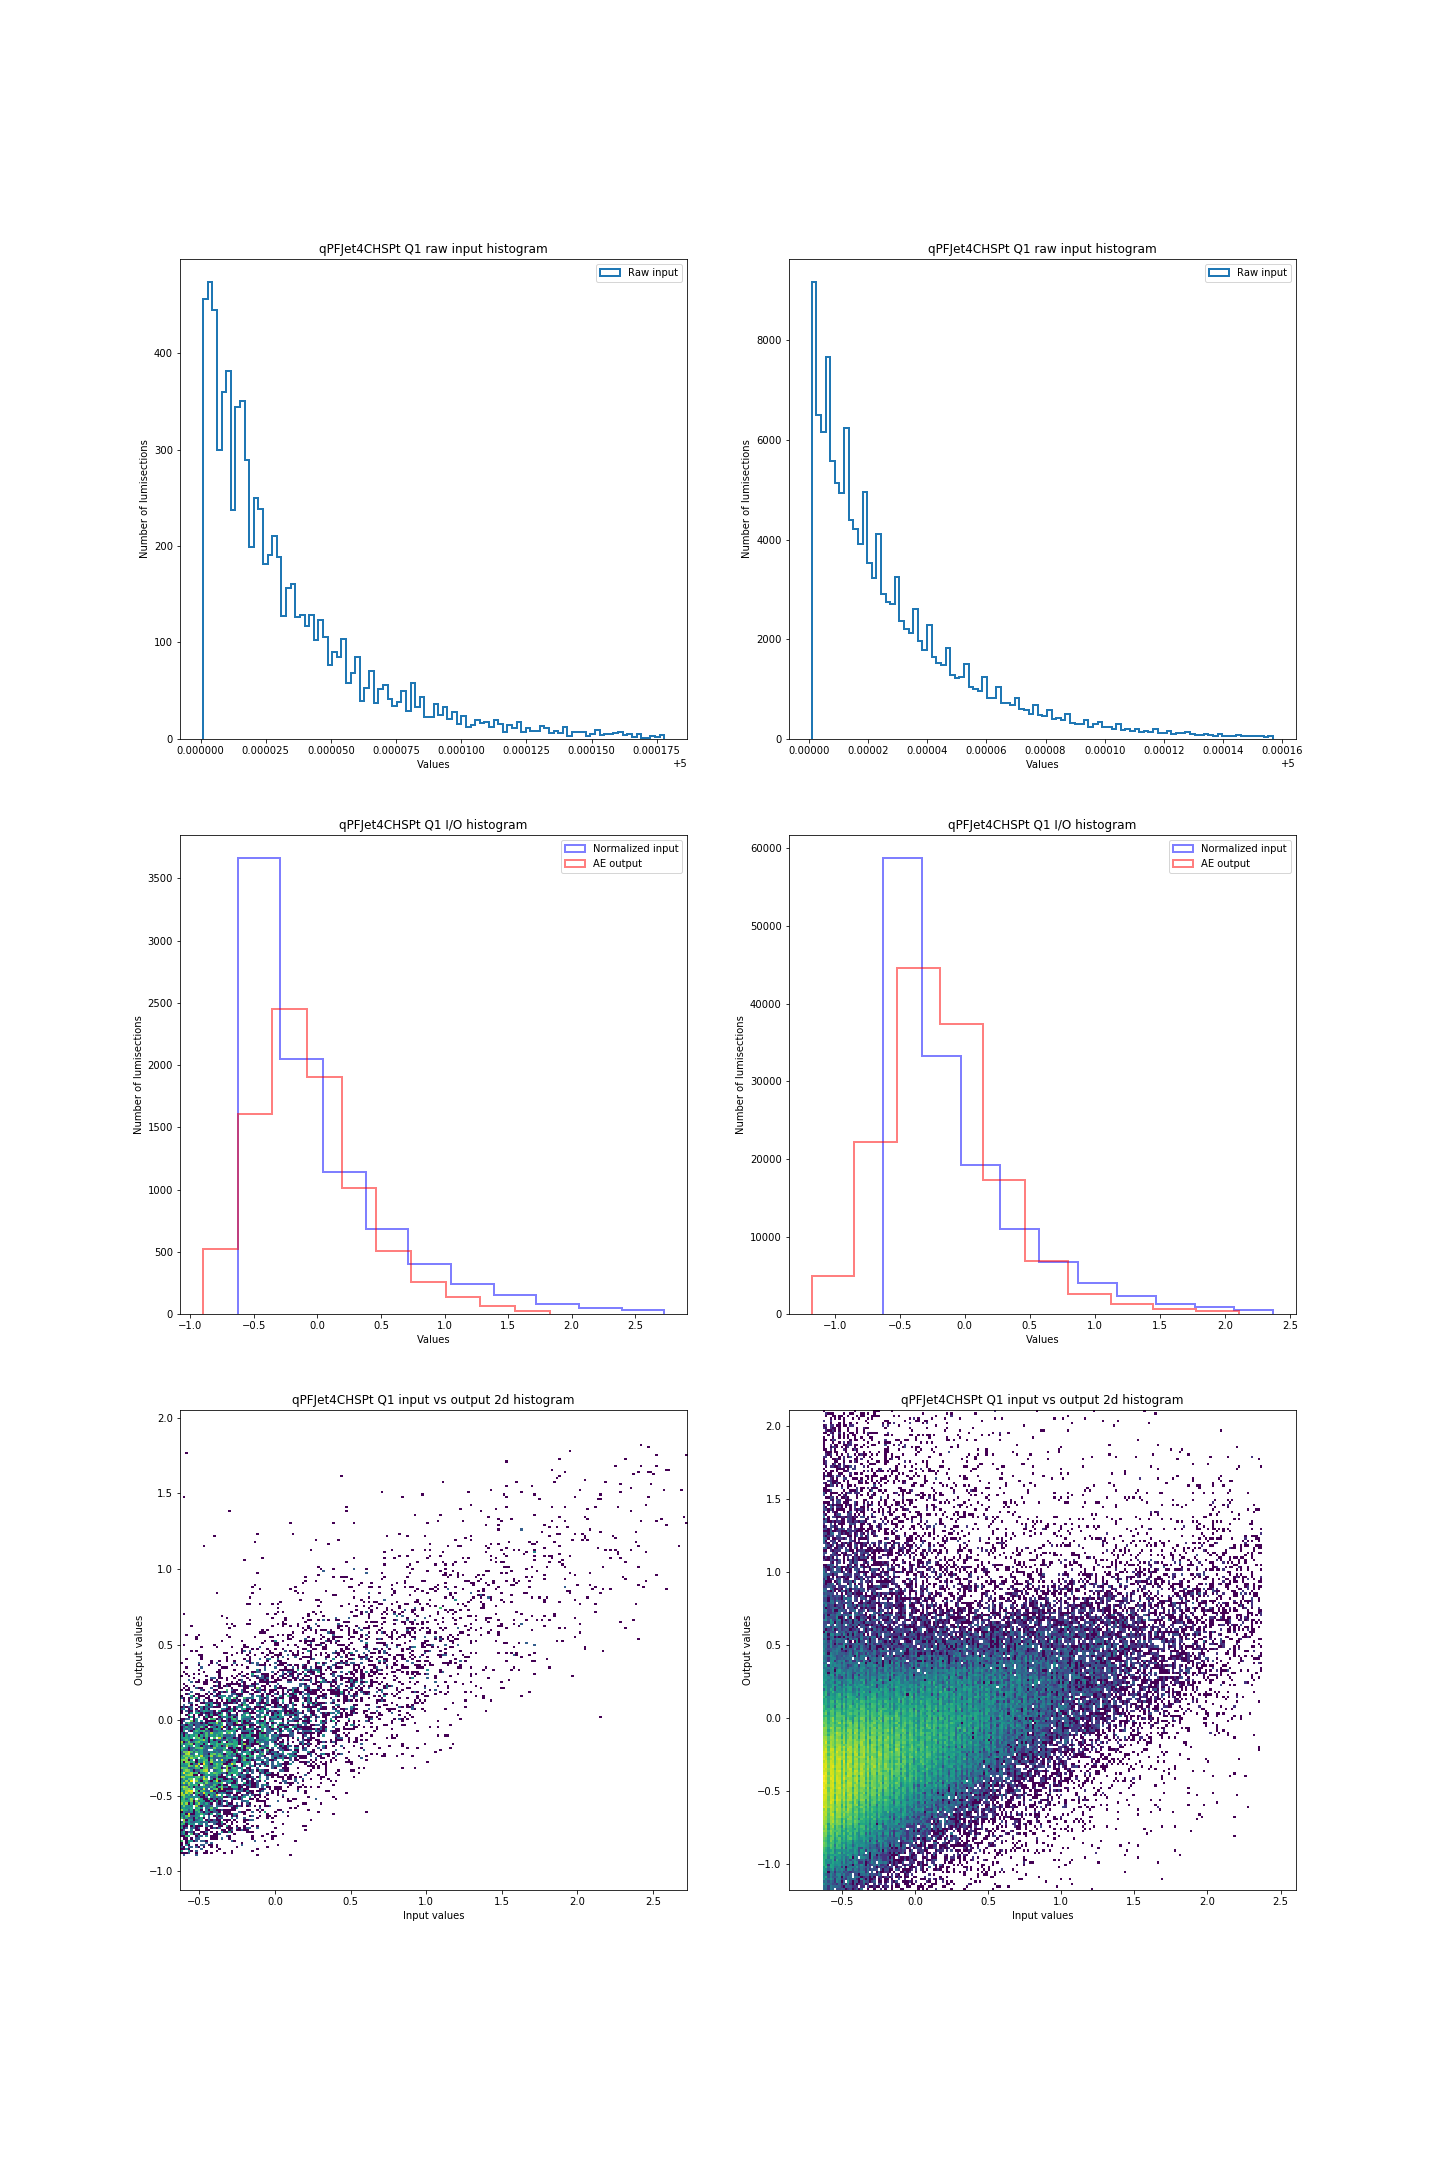 qPFJet4CHSPt Q1 raw input histogram
Raw input
Number of lumisections
400
300
200
100
0
0.000000 0.000025 0.000050 0.000075 0.000100 0.000125 0.000150 0.000175
Values
+5
qPFJet4CHSPt Q1 raw input histogram
Raw input
Number of lumisections
8000
6000
4000
2000
0
0.00000 0.00002 0.00004 0.00006 0.00008 0.00010 0.00012 0.00014 0.00016
Values
+5
qPFJet4CHSPt Q1 I/O histogram
Normalized input
AE output
Number of lumisections
3500
3000
2500
2000
1500
1000
500
0
−1.0 −0.5 0.0 0.5 1.0 1.5 2.0 2.5
Values
qPFJet4CHSPt Q1 I/O histogram
Normalized input
AE output
Number of lumisections
60000
50000
40000
30000
20000
10000
0
−1.0 −0.5 0.0 0.5 1.0 1.5 2.0 2.5
Values
qPFJet4CHSPt Q1 input vs output 2d histogram
Output values
2.0
1.5
1.0
0.5
0.0
−0.5
−1.0
−0.5 0.0 0.5 1.0 1.5 2.0 2.5
Input values
qPFJet4CHSPt Q1 input vs output 2d histogram
Output values
2.0
1.5
1.0
0.5
0.0
−0.5
−1.0
−0.5 0.0 0.5 1.0 1.5 2.0 2.5
Input values